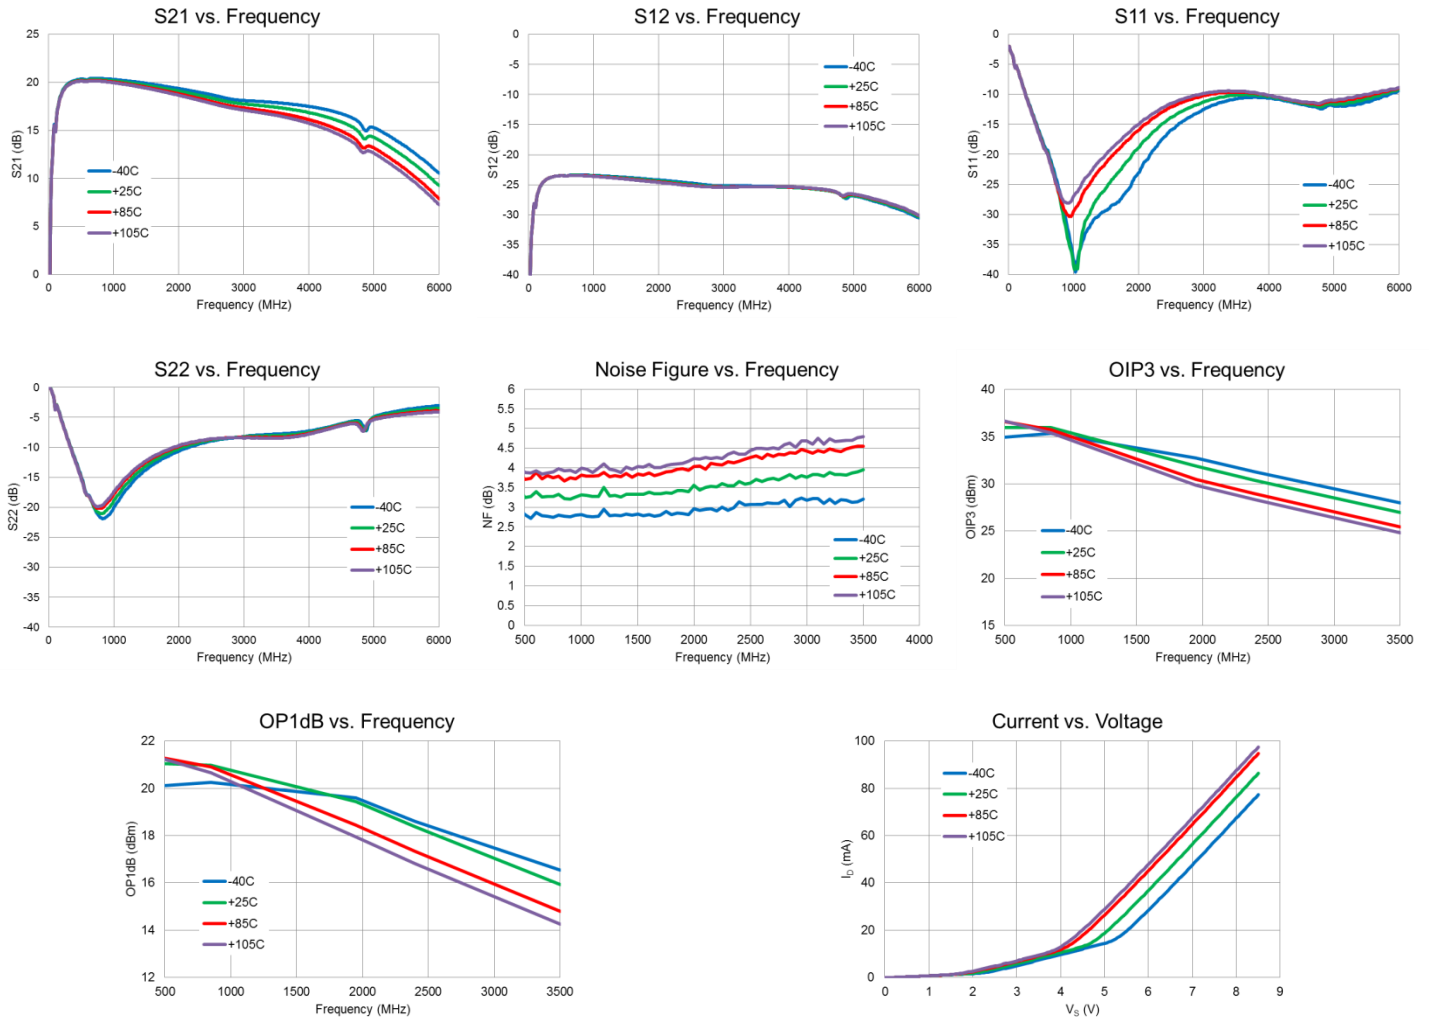 S21 vs. Frequency
25
20
15
10
5
0
S21 (dB)
-40C
+25C
+85C
+105C
0 1000 2000 3000 4000 5000 6000
Frequency (MHz)
S12 vs. Frequency
0
-5
-10
-15
-20
-25
-30
-35
-40
S12 (dB)
-40C
+25C
+85C
+105C
0 1000 2000 3000 4000 5000 6000
Frequency (MHz)
S11 vs. Frequency
0
-5
-10
-15
-20
-25
-30
-35
-40
S11 (dB)
-40C
+25C
+85C
+105C
0 1000 2000 3000 4000 5000 6000
Frequency (MHz)
S22 vs. Frequency
0
-5
-10
-15
-20
-25
-30
-35
-40
S22 (dB)
-40C
+25C
+85C
+105C
0 1000 2000 3000 4000 5000 6000
Frequency (MHz)
Noise Figure vs. Frequency
6
5.5
5
4.5
4
3.5
3
2.5
2
1.5
1
0.5
0
NF (dB)
-40C
+25C
+85C
+105C
500 1000 1500 2000 2500 3000 3500 4000
Frequency (MHz)
OIP3 vs. Frequency
40
35
30
25
20
15
OIP3 (dBm)
-40C
+25C
+85C
+105C
500 1000 1500 2000 2500 3000 3500
Frequency (MHz)
OP1dB vs. Frequency
22
20
18
16
14
12
OP1dB (dBm)
-40C
+25C
+85C
+105C
500 1000 1500 2000 2500 3000 3500
Frequency (MHz)
Current vs. Voltage
100
80
60
40
20
0
I_D (mA)
-40C
+25C
+85C
+105C
0 1 2 3 4 5 6 7 8 9
V_S (V)